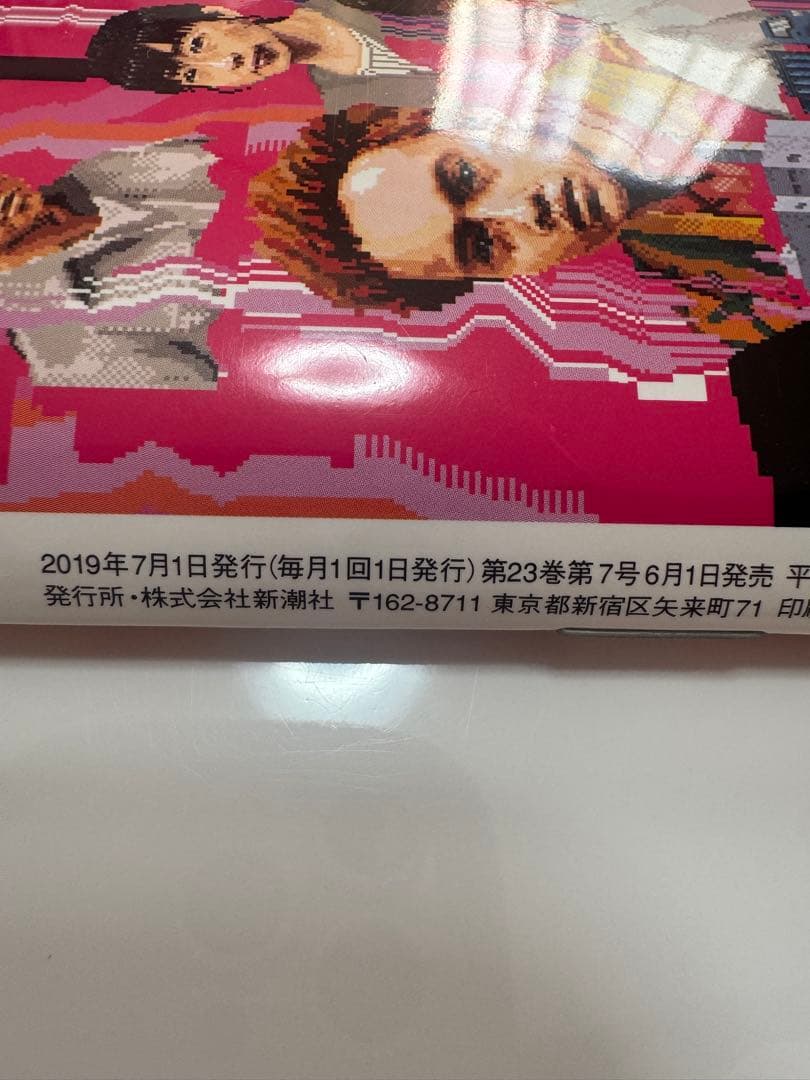 2019年7月1日発行(毎月1回1日発行)第23巻第7号6月1日発売 平
発行所・株式会社新潮社 〒162-8711 東京都新宿区矢来町71 印刷